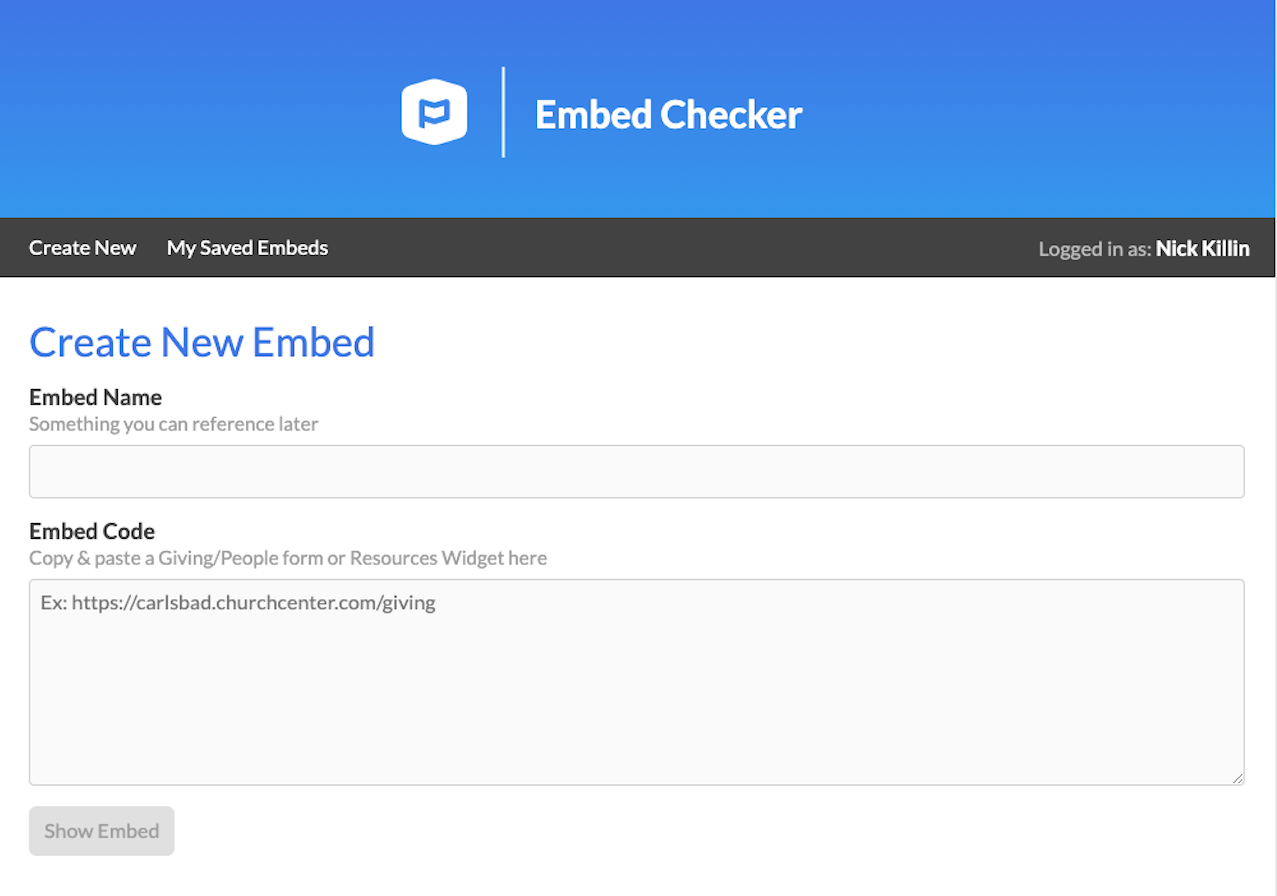 Embed Checker
Create New My Saved Embeds Logged in as: Nick Killin
Create New Embed
Embed Name
Something you can reference later
Embed Code
Copy & paste a Giving/People form or Resources Widget here
Ex: https://carlsbad.churchcenter.com/giving
Show Embed